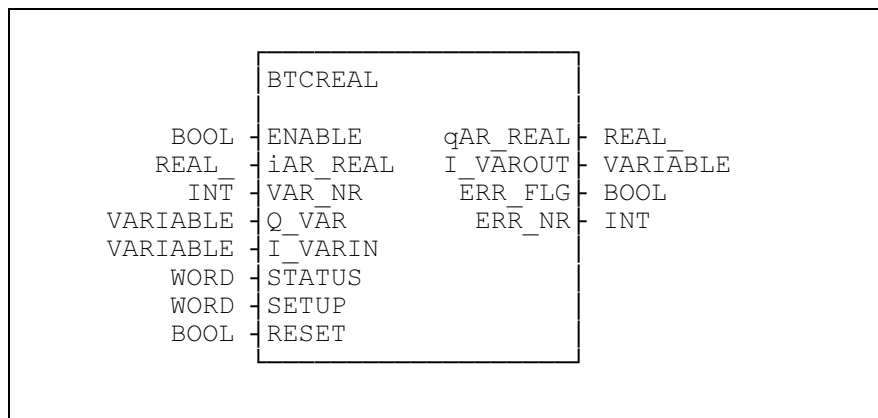 BTCREAL
BOOL ENABLE qAR_REAL REAL_
REAL_ iAR_REAL I_VAROUT VARIABLE
INT VAR_NR ERR_FLG BOOL
VARIABLE Q_VAR ERR_NR INT
VARIABLE I_VARIN
WORD STATUS
WORD SETUP
BOOL RESET